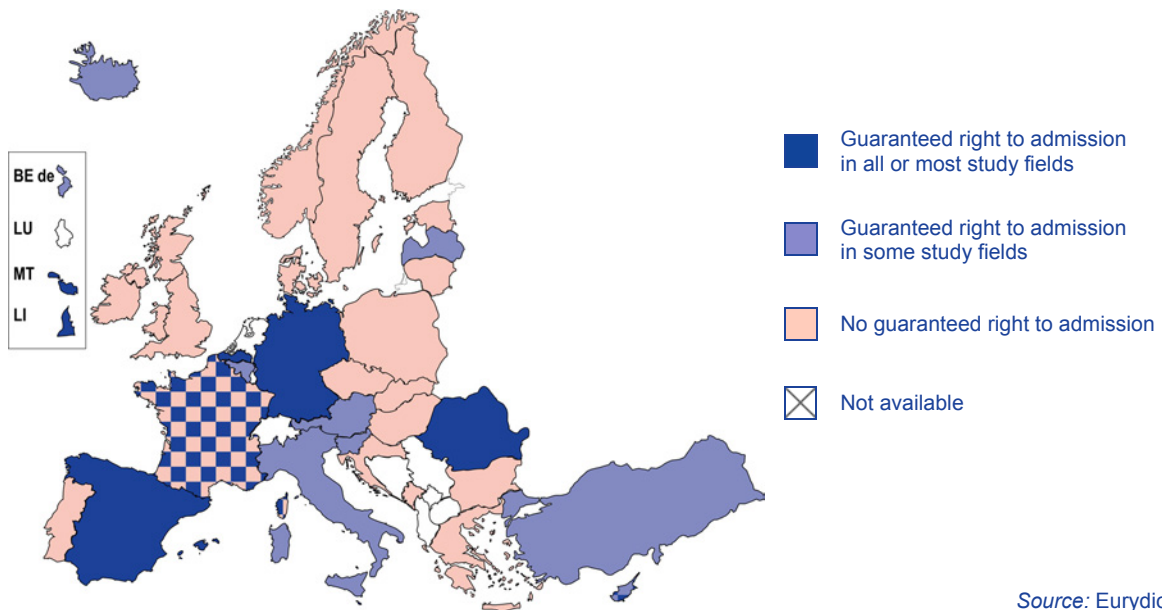 BE de
LU
MT
LI
Guaranteed right to admission
in all or most study fields
Guaranteed right to admission
in some study fields
No guaranteed right to admission
Not available
Source: Eurydic